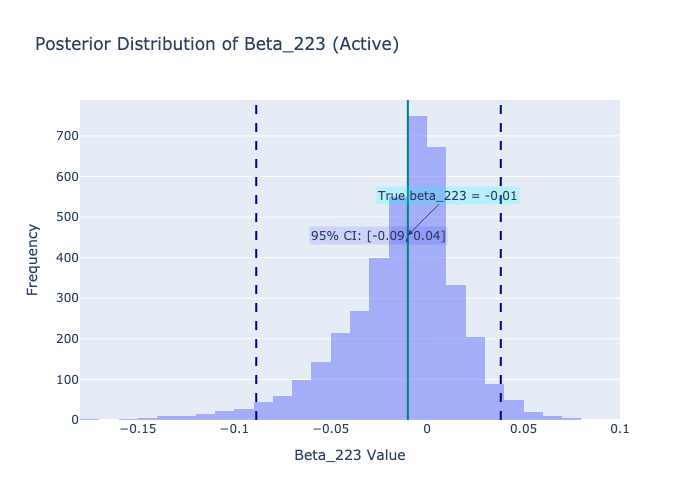 Posterior Distribution of Beta_223 (Active)
700
600
500
400
300
200
100
0
Frequency
True beta_223 = -0.01
95% CI: [-0.09, 0.04]
−0.15
−0.1
−0.05
0
0.05
0.1
Beta_223 Value